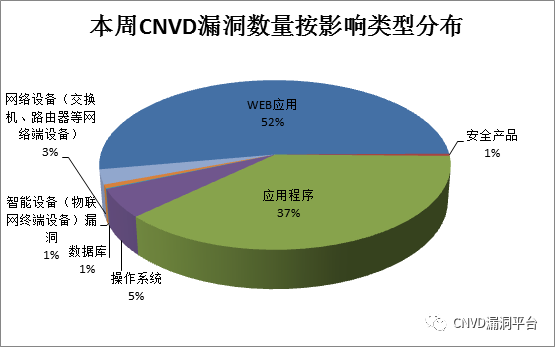 本周CNVD漏洞数量按影响类型分布
WEB应用
52%
安全产品
1%
应用程序
37%
操作系统
5%
数据库
1%
智能设备（物联
网终端设备）漏
洞
1%
网络设备（交换
机、路由器等网
络端设备）
3%
CNVD漏洞平台